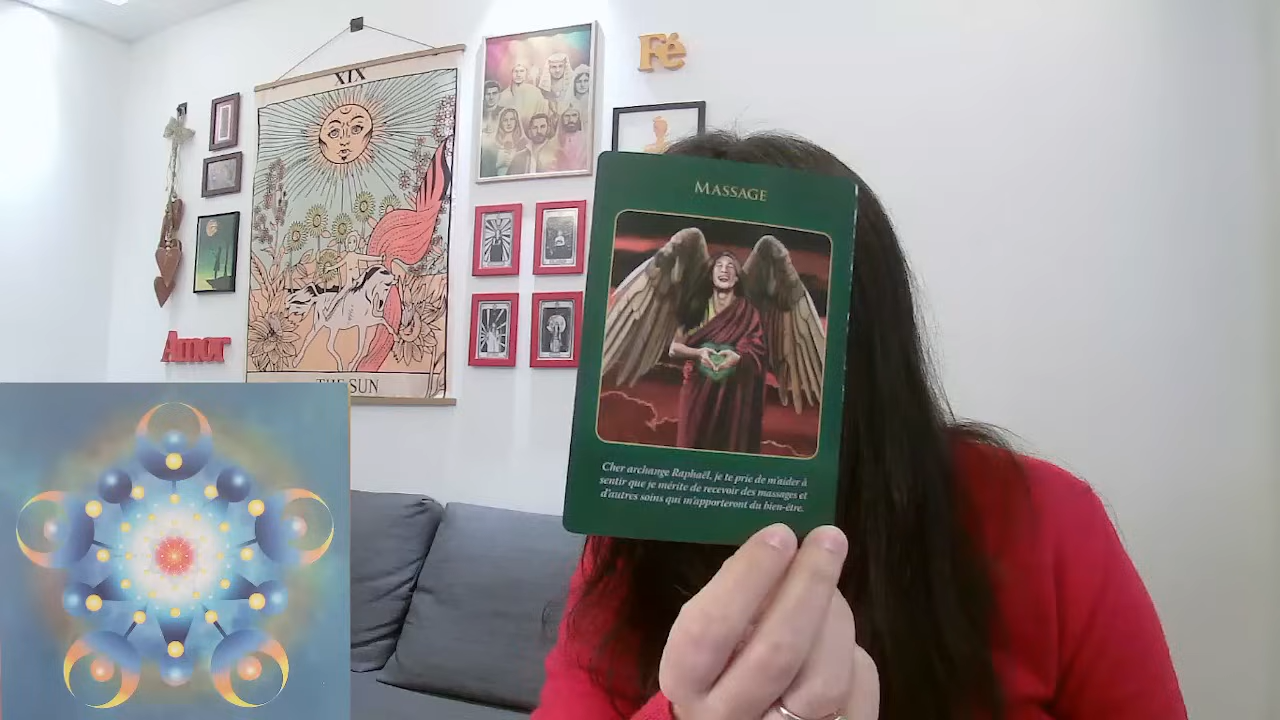 XIX
Fé
MASSAGE
THE SUN
Amor
Cher archange Raphaël, je te prie de m'aider à
sentir que je mérite de recevoir des massages et
d'autres soins qui m'apporteront du bien-être.